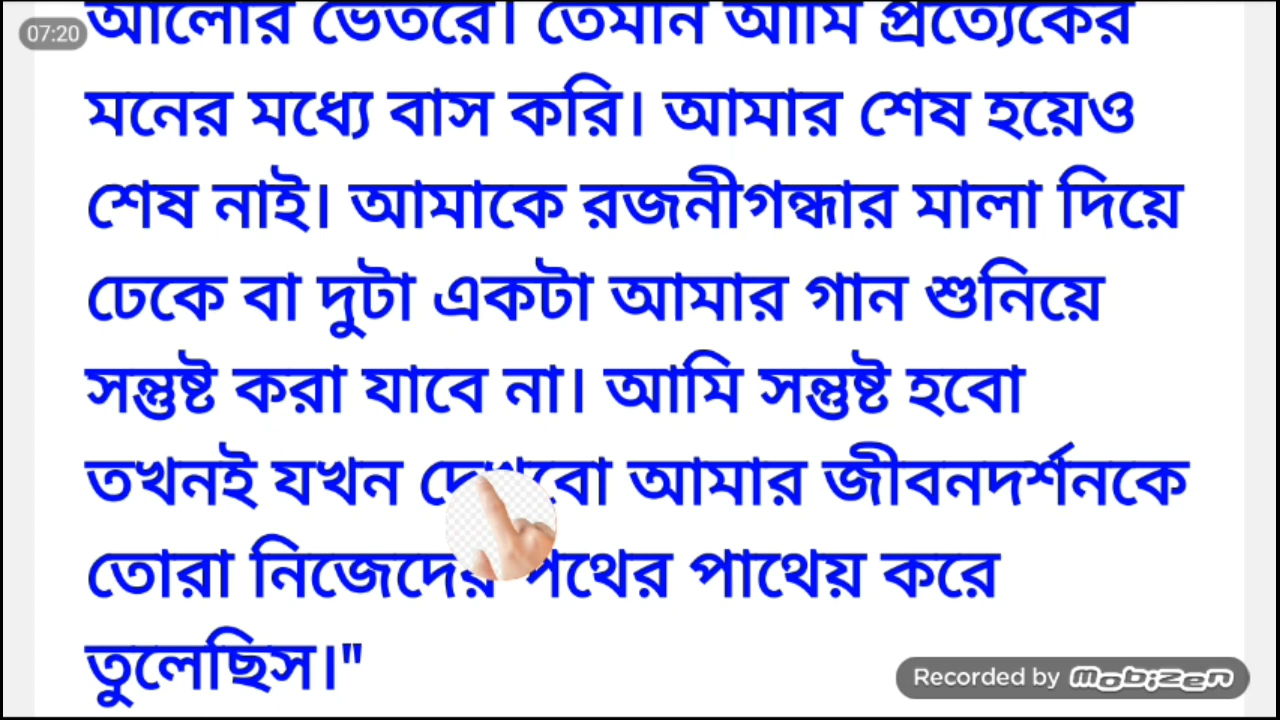 07:20
আলোর ভেতরে। তেমনি আমি প্রত্যেকের
মনের মধ্যে বাস করি। আমার শেষ হয়েও
শেষ নাই। আমাকে রজনীগন্ধার মালা দিয়ে
ঢেকে বা দুটা একটা আমার গান শুনিয়ে
সন্তুষ্ট করা যাবে না। আমি সন্তুষ্ট হবো
তখনই যখন দেখবো আমার জীবনদর্শনকে
তোরা নিজেদের পথের পাথেয় করে
তুলেছিস।"
Recorded by mobizen